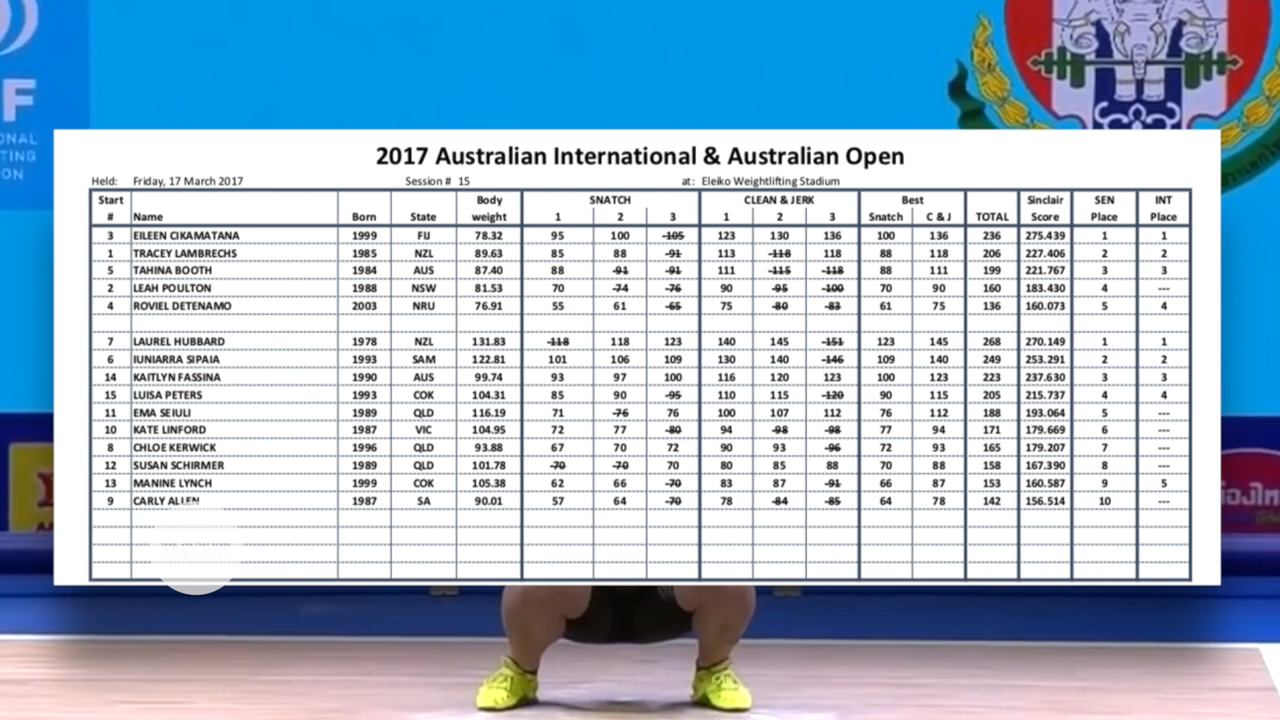 F
ONAL
TING
ION
2017 Australian International & Australian Open
Held: Friday, 17 March 2017 Session # 15 at: Eleiko Weightlifting Stadium
Start Body SNATCH CLEAN & JERK Best Sinclair SEN INT
# Name Born State weight 1 2 3 1 2 3 Snatch C & J TOTAL Score Place Place
3 EILEEN CIKAMATANA 1999 FIJ 78.32 95 100 -105 123 130 136 100 136 236 275.439 1 1
1 TRACEY LAMBRECHS 1985 NZL 89.63 85 88 -91 113 -118 118 88 118 206 227.406 2 2
5 TAHINA BOOTH 1984 AUS 87.40 88 -91 -91 111 -115 -118 88 111 199 221.767 3 3
2 LEAH POULTON 1988 NSW 81.53 70 -74 -76 90 -95 -100 70 90 160 183.430 4 ---
4 ROVIEL DETENAMO 2003 NRU 76.91 55 61 -65 75 -80 -83 61 75 136 160.073 5 4
7 LAUREL HUBBARD 1978 NZL 131.83 -118 118 123 140 145 -151 123 145 268 270.149 1 1
6 IUNIARRA SIPAIA 1993 SAM 122.81 101 106 109 130 140 -146 109 140 249 253.291 2 2
14 KAITLYN FASSINA 1990 AUS 99.74 93 97 100 116 120 123 100 123 223 237.630 3 3
15 LUISA PETERS 1993 COK 104.31 85 90 -95 110 115 -120 90 115 205 215.737 4 4
11 EMA SEIULI 1989 QLD 116.19 71 -76 76 100 107 112 76 112 188 193.064 5 ---
10 KATE LINFORD 1987 VIC 104.95 72 77 -80 94 -98 -98 77 94 171 179.669 6 ---
8 CHLOE KERWICK 1996 QLD 93.88 67 70 72 90 93 -96 72 93 165 179.207 7 ---
12 SUSAN SCHIRMER 1989 QLD 101.78 -70 -70 70 80 85 88 70 88 158 167.390 8 ---
13 MANINE LYNCH 1999 COK 105.38 62 66 -70 83 87 -91 66 87 153 160.587 9 5
9 CARLY ALLEN 1987 SA 90.01 57 64 -70 78 -84 -85 64 78 142 156.514 10 ---